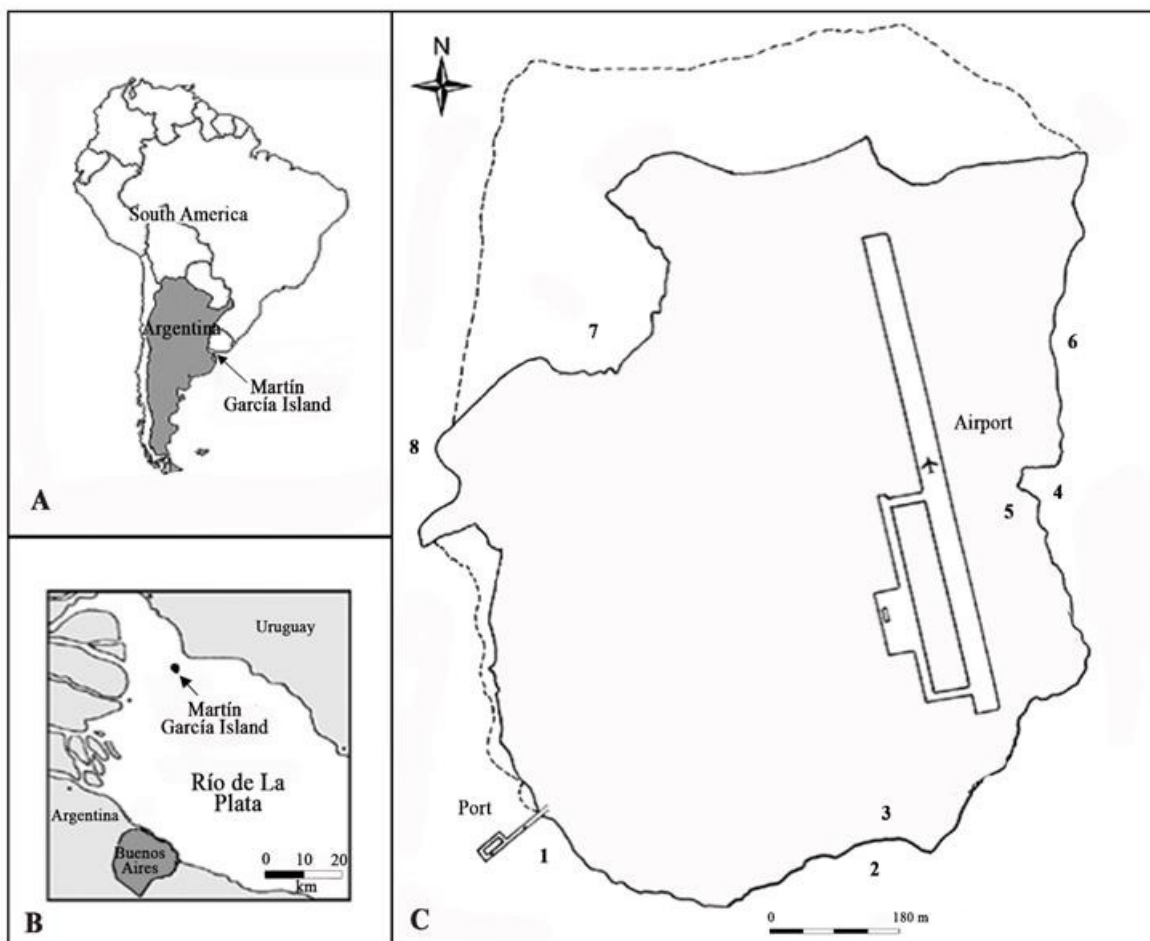 South America
Argentina
Martín
García Island
A
Uruguay
Martín
García Island
Río de La
Plata
Argentina
Buenos
Aires
0 10 20
km
B
N
7
6
Airport
8
4
5
Port
3
1
2
0 180 m
C